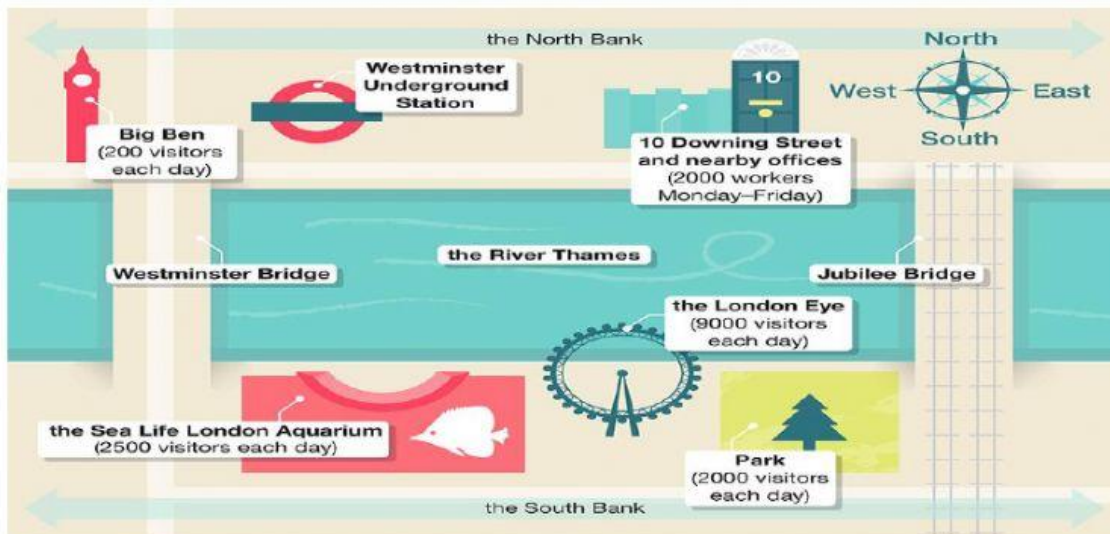 the North Bank
North
West
East
South
Westminster
Underground
Station
10
Big Ben
(200 visitors
each day)
10 Downing Street
and nearby offices
(2000 workers
Monday–Friday)
Westminster Bridge
the River Thames
Jubilee Bridge
the London Eye
(9000 visitors
each day)
the Sea Life London Aquarium
(2500 visitors each day)
Park
(2000 visitors
each day)
the South Bank